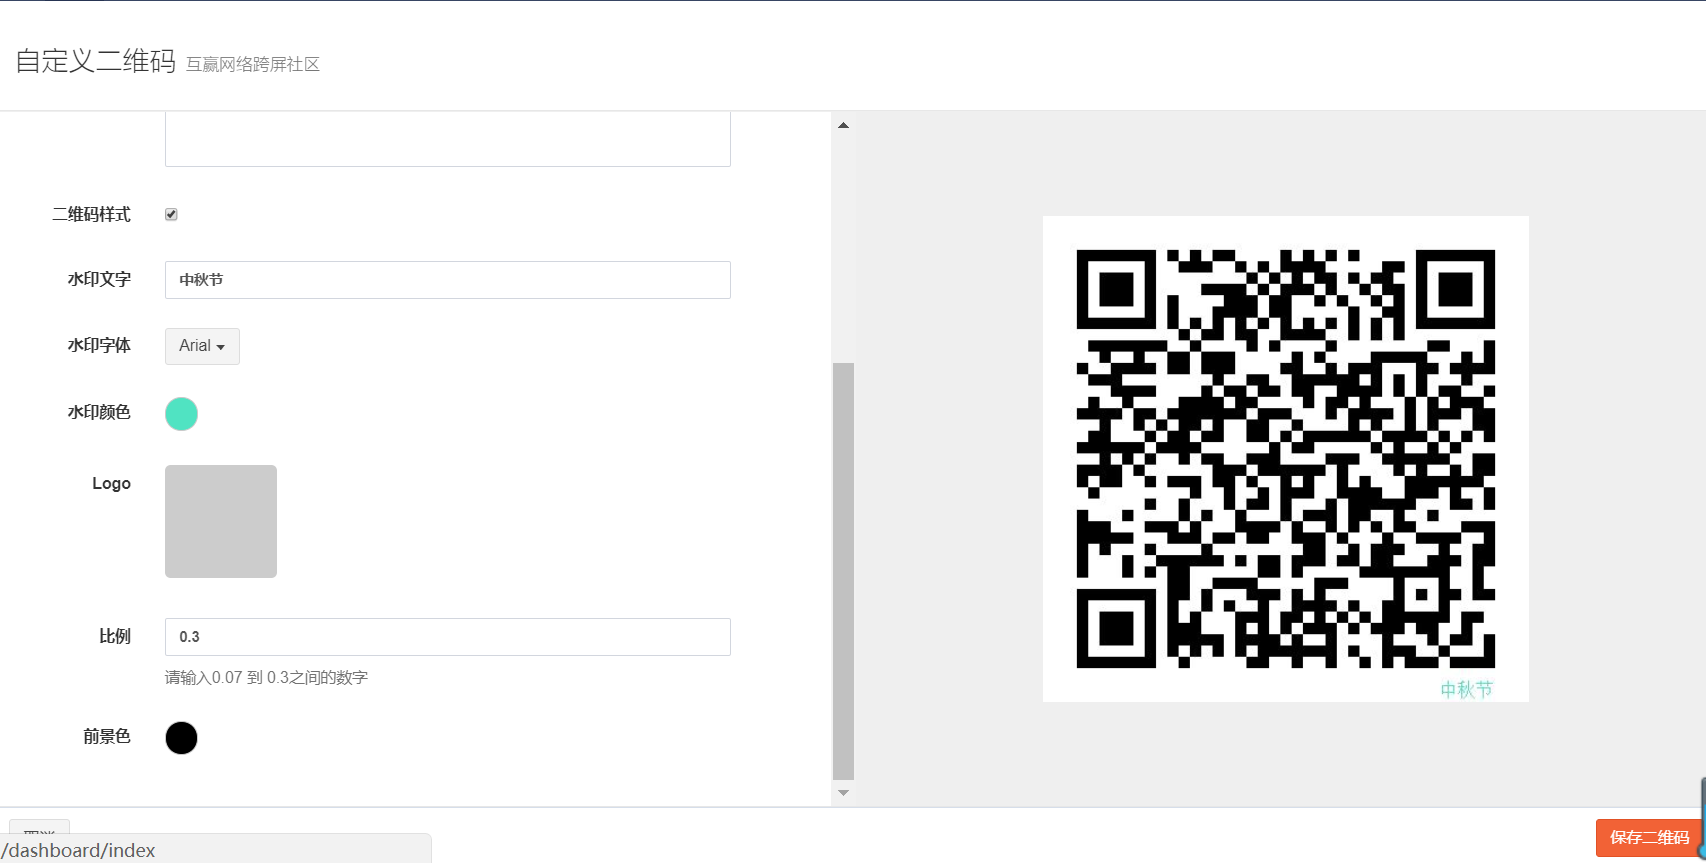 自定义二维码 互赢网络跨屏社区
二维码样式
水印文字 中秋节
水印字体 Arial
水印颜色
Logo
比例 0.3
请输入0.07 到 0.3之间的数字
前景色
中秋节
保存二维码
/dashboard/index